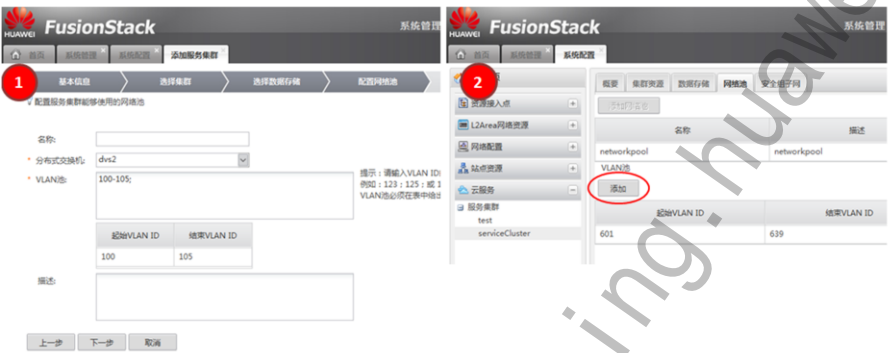 HUAWEI FusionStack 系统管理
首页 系统管理 × 系统配置 × 添加服务集群 ×
1 基本信息 选择集群 选择数据存储 配置网络池
√ 配置服务集群能够使用的网络池
名称:
* 分布式交换机: dvs2
* VLAN池: 100-105;
提示：请输入VLAN ID
例如：123；125；或 1
VLAN池必须在表中给出
起始VLAN ID 结束VLAN ID
100 105
描述:
上一步 下一步 取消
HUAWEI FusionStack 系统管理
首页 系统管理 × 系统配置 ×
2
资源接入点
L2Area网络资源
网络配置
站点资源
云服务
服务集群
test
serviceCluster
概要 集群资源 数据存储 网络池 安全组子网
名称 描述
networkpool networkpool
VLAN池
添加
起始VLAN ID 结束VLAN ID
601 639
ing.huawe